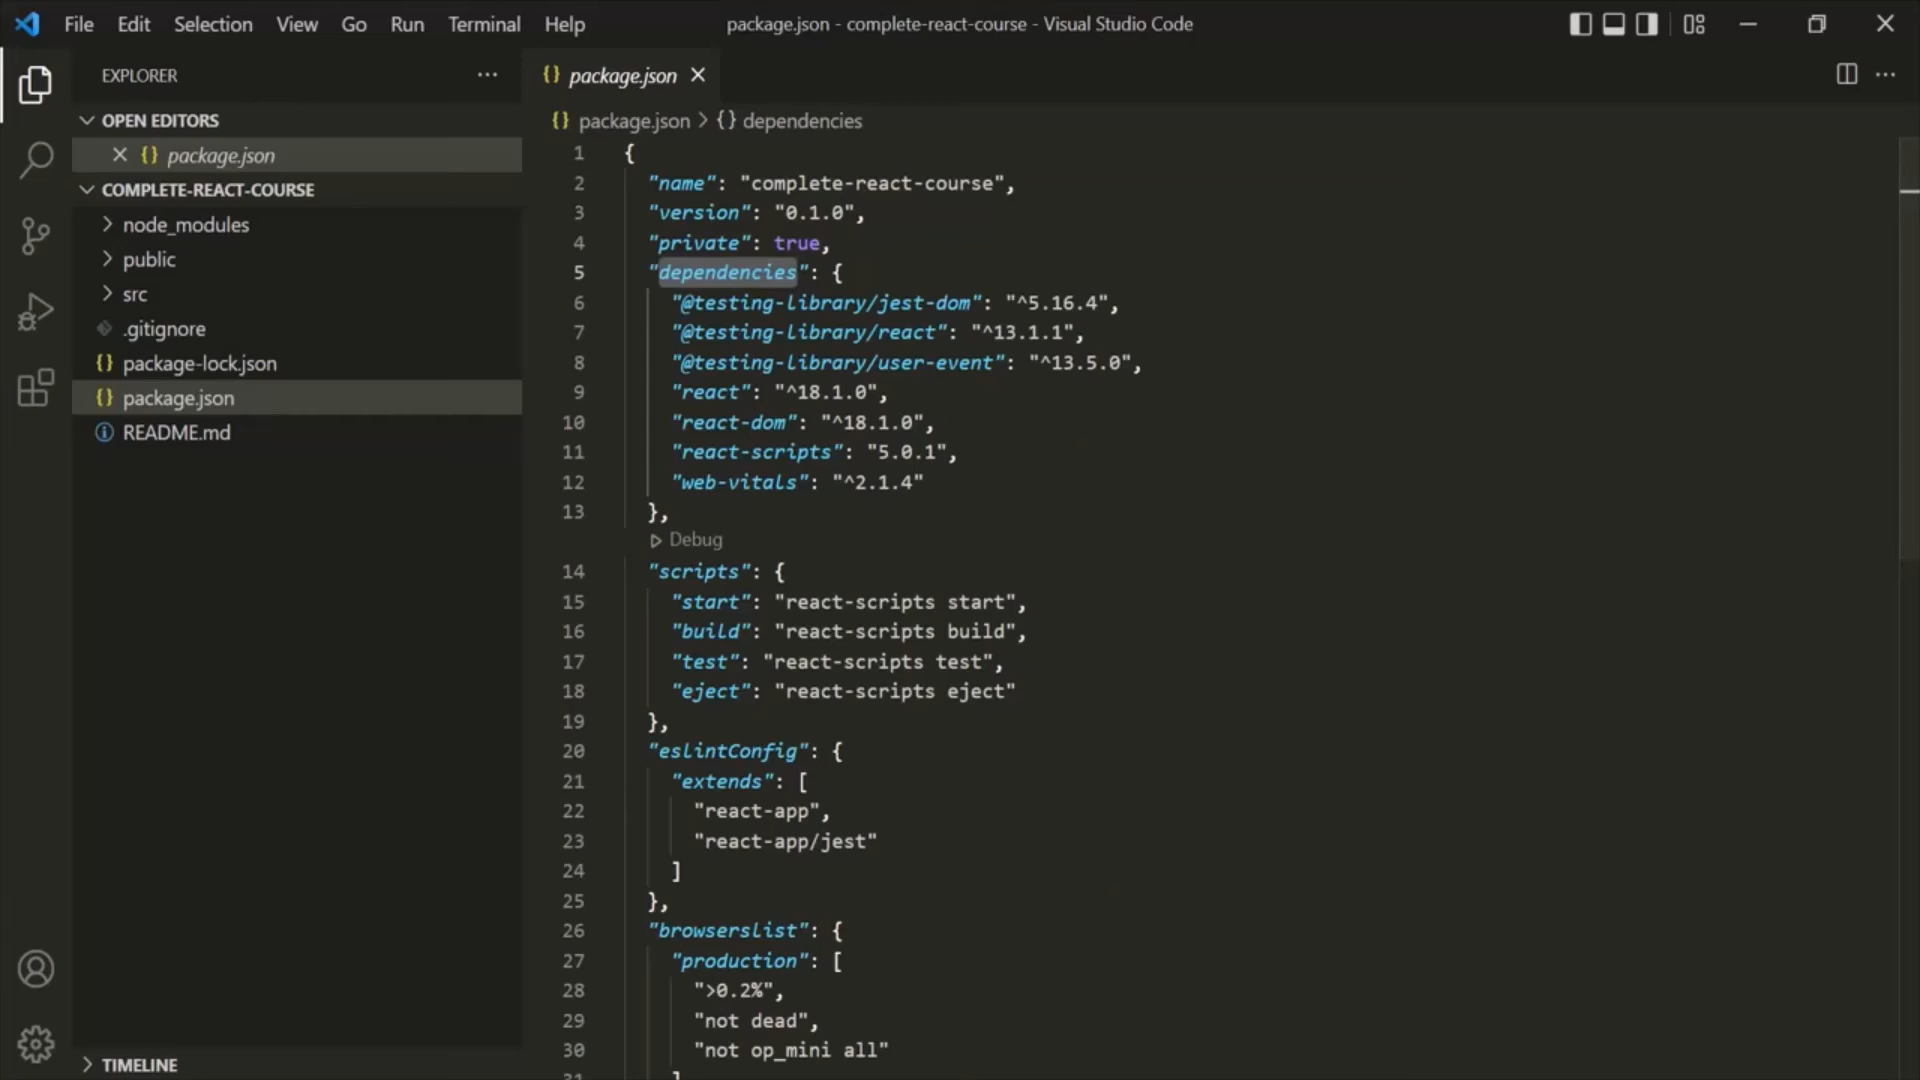 File Edit Selection View Go Run Terminal Help
package.json - complete-react-course - Visual Studio Code
EXPLORER
OPEN EDITORS
{} package.json
COMPLETE-REACT-COURSE
node_modules
public
src
.gitignore
{} package-lock.json
{} package.json
README.md
TIMELINE
{} package.json
{} package.json > {} dependencies
1 {
2 "name": "complete-react-course",
3 "version": "0.1.0",
4 "private": true,
5 "dependencies": {
6 "@testing-library/jest-dom": "^5.16.4",
7 "@testing-library/react": "^13.1.1",
8 "@testing-library/user-event": "^13.5.0",
9 "react": "^18.1.0",
10 "react-dom": "^18.1.0",
11 "react-scripts": "5.0.1",
12 "web-vitals": "^2.1.4"
13 },
Debug
14 "scripts": {
15 "start": "react-scripts start",
16 "build": "react-scripts build",
17 "test": "react-scripts test",
18 "eject": "react-scripts eject"
19 },
20 "eslintConfig": {
21 "extends": [
22 "react-app",
23 "react-app/jest"
24 ]
25 },
26 "browserslist": {
27 "production": [
28 ">0.2%",
29 "not dead",
30 "not op_mini all"